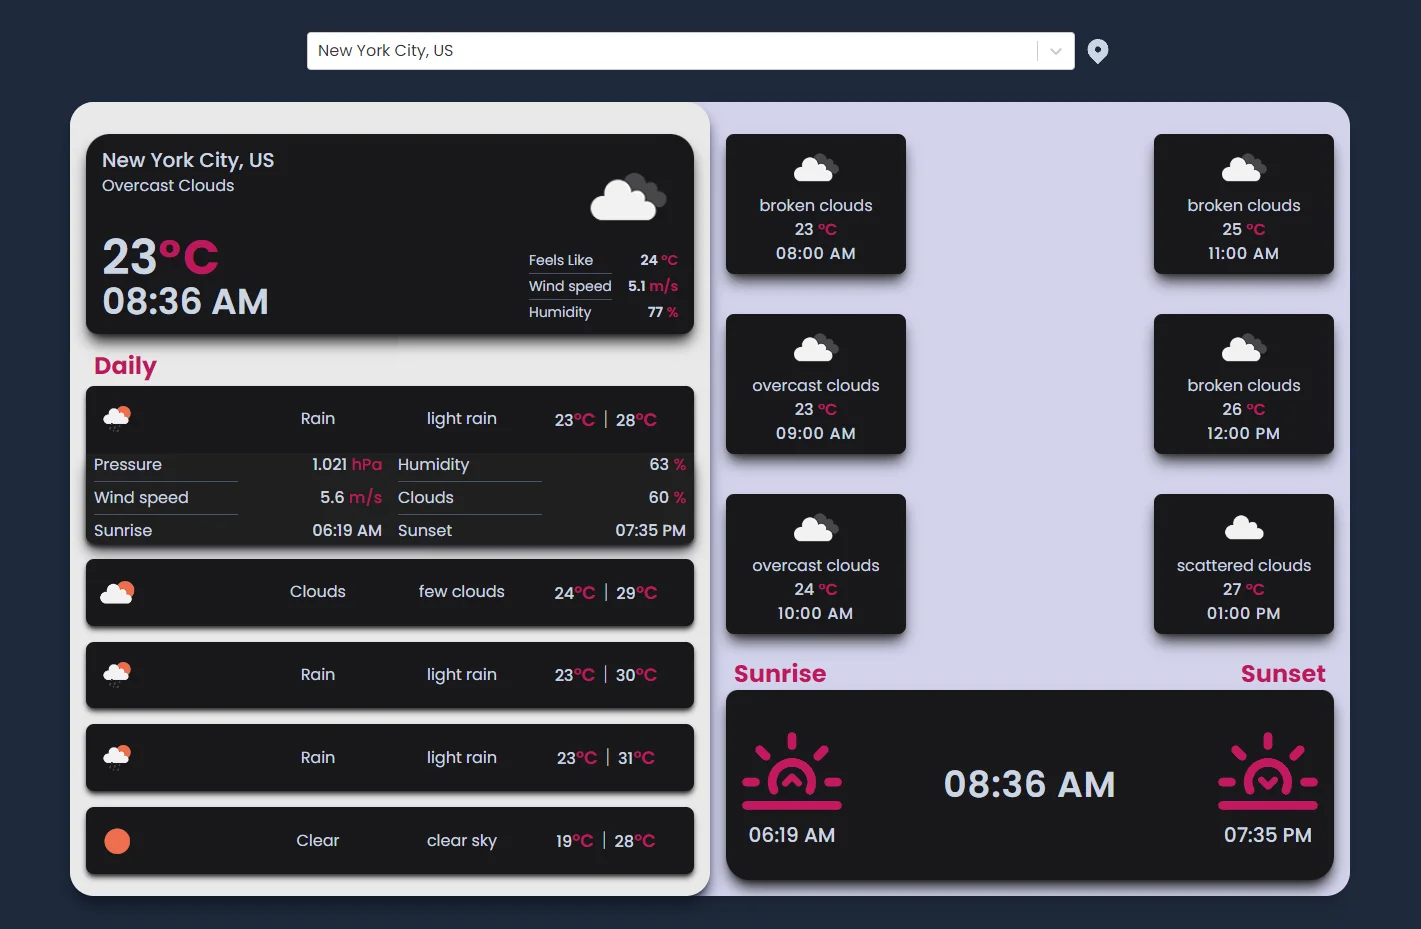 New York City, US
New York City, US
Overcast Clouds
23°C
08:36 AM
Feels Like 24 °C
Wind speed 5.1 m/s
Humidity 77 %
Daily
Rain light rain 23°C | 28°C
Pressure 1.021 hPa Humidity 63 %
Wind speed 5.6 m/s Clouds 60 %
Sunrise 06:19 AM Sunset 07:35 PM
Clouds few clouds 24°C | 29°C
Rain light rain 23°C | 30°C
Rain light rain 23°C | 31°C
Clear clear sky 19°C | 28°C
broken clouds
23 °C
08:00 AM
broken clouds
25 °C
11:00 AM
overcast clouds
23 °C
09:00 AM
broken clouds
26 °C
12:00 PM
overcast clouds
24 °C
10:00 AM
scattered clouds
27 °C
01:00 PM
Sunrise Sunset
08:36 AM
06:19 AM 07:35 PM